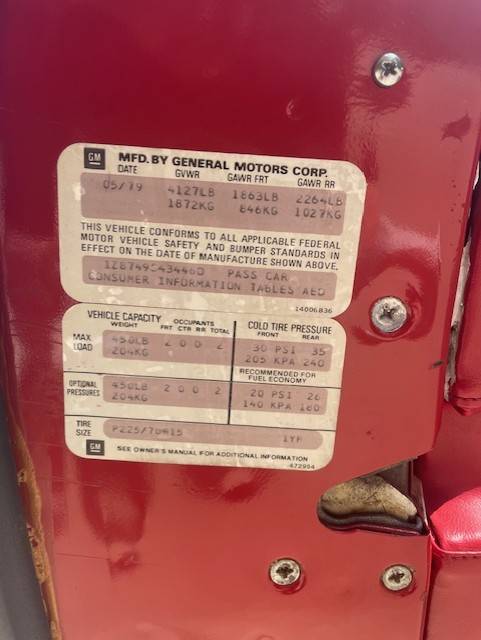 GM MFD. BY GENERAL MOTORS CORP.
DATE GVWR GAWR FRT GAWR RR
05/79 4127LB 1863LB 2264LB
1872KG 846KG 1027KG
THIS VEHICLE CONFORMS TO ALL APPLICABLE FEDERAL
MOTOR VEHICLE SAFETY AND BUMPER STANDARDS IN
EFFECT ON THE DATE OF MANUFACTURE SHOWN ABOVE.
PASS CAR
CONSUMER INFORMATION TABLES AED
14006836
VEHICLE CAPACITY OCCUPANTS COLD TIRE PRESSURE
WEIGHT FRT CTR RR TOTAL FRONT REAR
MAX. LOAD 450LB 2 0 0 2 30 PSI 35
204KG 205 KPA 240
RECOMMENDED FOR
FUEL ECONOMY
OPTIONAL PRESSURES 450LB 2 0 0 2 20 PSI 26
204KG 140 KPA 180
TIRE SIZE P225/70R15 1YP
GM SEE OWNER'S MANUAL FOR ADDITIONAL INFORMATION
472994